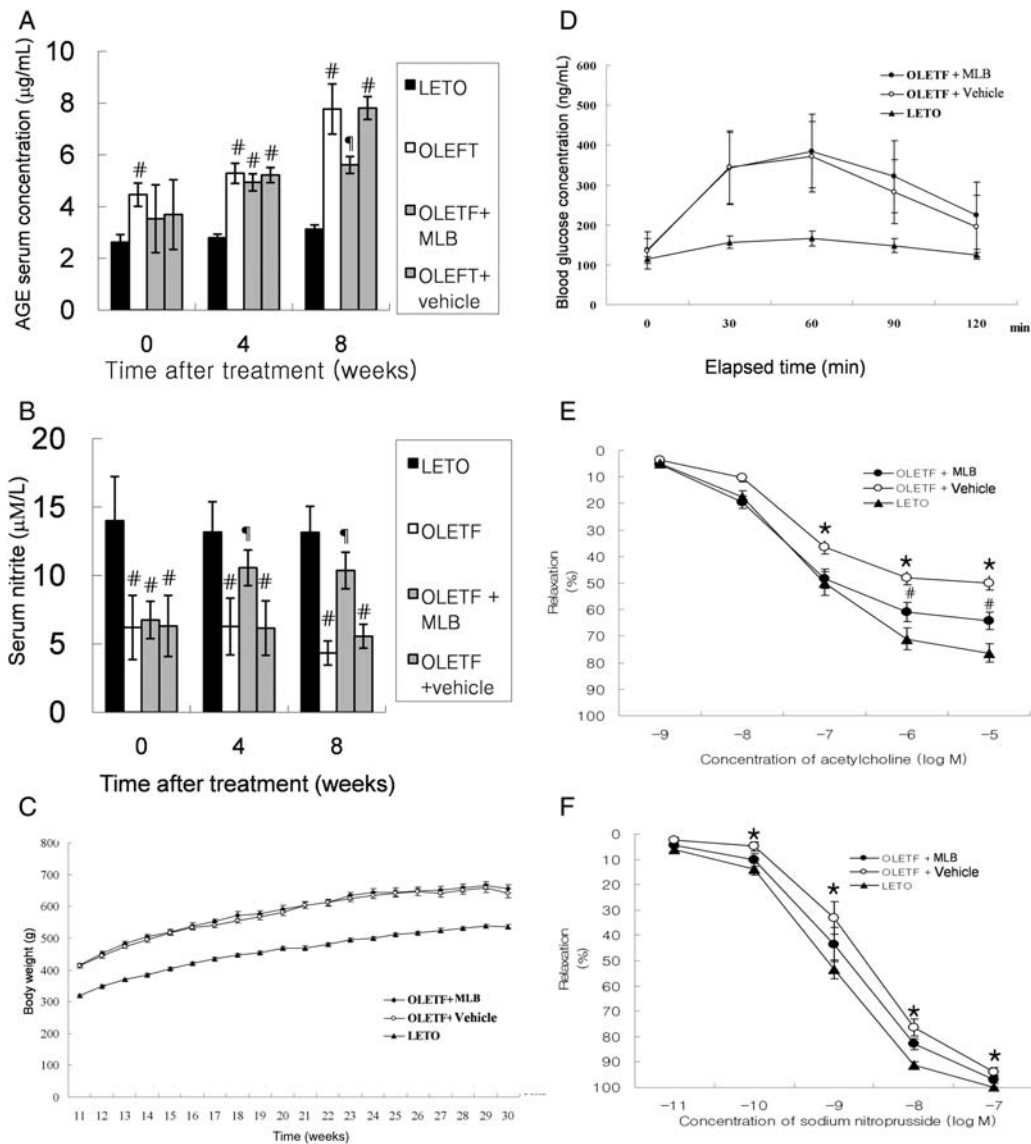 A
AGE serum concentration (µg/mL)
10
8
6
4
2
0
#
#
#
#
#
¶
#
0
4
8
Time after treatment (weeks)
LETO
OLEFT
OLETF+
MLB
OLEFT+
vehicle
B
Serum nitrite (µM/L)
20
15
10
5
0
#
#
#
#
¶
#
#
¶
#
0
4
8
Time after treatment (weeks)
LETO
OLETF
OLETF +
MLB
OLETF
+vehicle
C
Body weight (g)
800
700
600
500
400
300
200
100
0
OLETF+MLB
OLETF+Vehicle
LETO
11 12 13 14 15 16 17 18 19 20 21 22 23 24 25 26 27 28 29 30
Time (weeks)
D
Blood glucose concentration (ng/mL)
600
500
400
300
200
100
0
OLETF + MLB
OLETF + Vehicle
LETO
0 30 60 90 120 min
Elapsed time (min)
E
Relaxation
(%)
0
10
20
30
40
50
60
70
80
90
100
OLETF + MLB
OLETF + Vehicle
LETO
*
*
*
#
#
−9 −8 −7 −6 −5
Concentration of acetylcholine (log M)
F
Relaxation
(%)
0
10
20
30
40
50
60
70
80
90
100
*
*
*
*
OLETF + MLB
OLETF + Vehicle
LETO
−11 −10 −9 −8 −7
Concentration of sodium nitroprusside (log M)